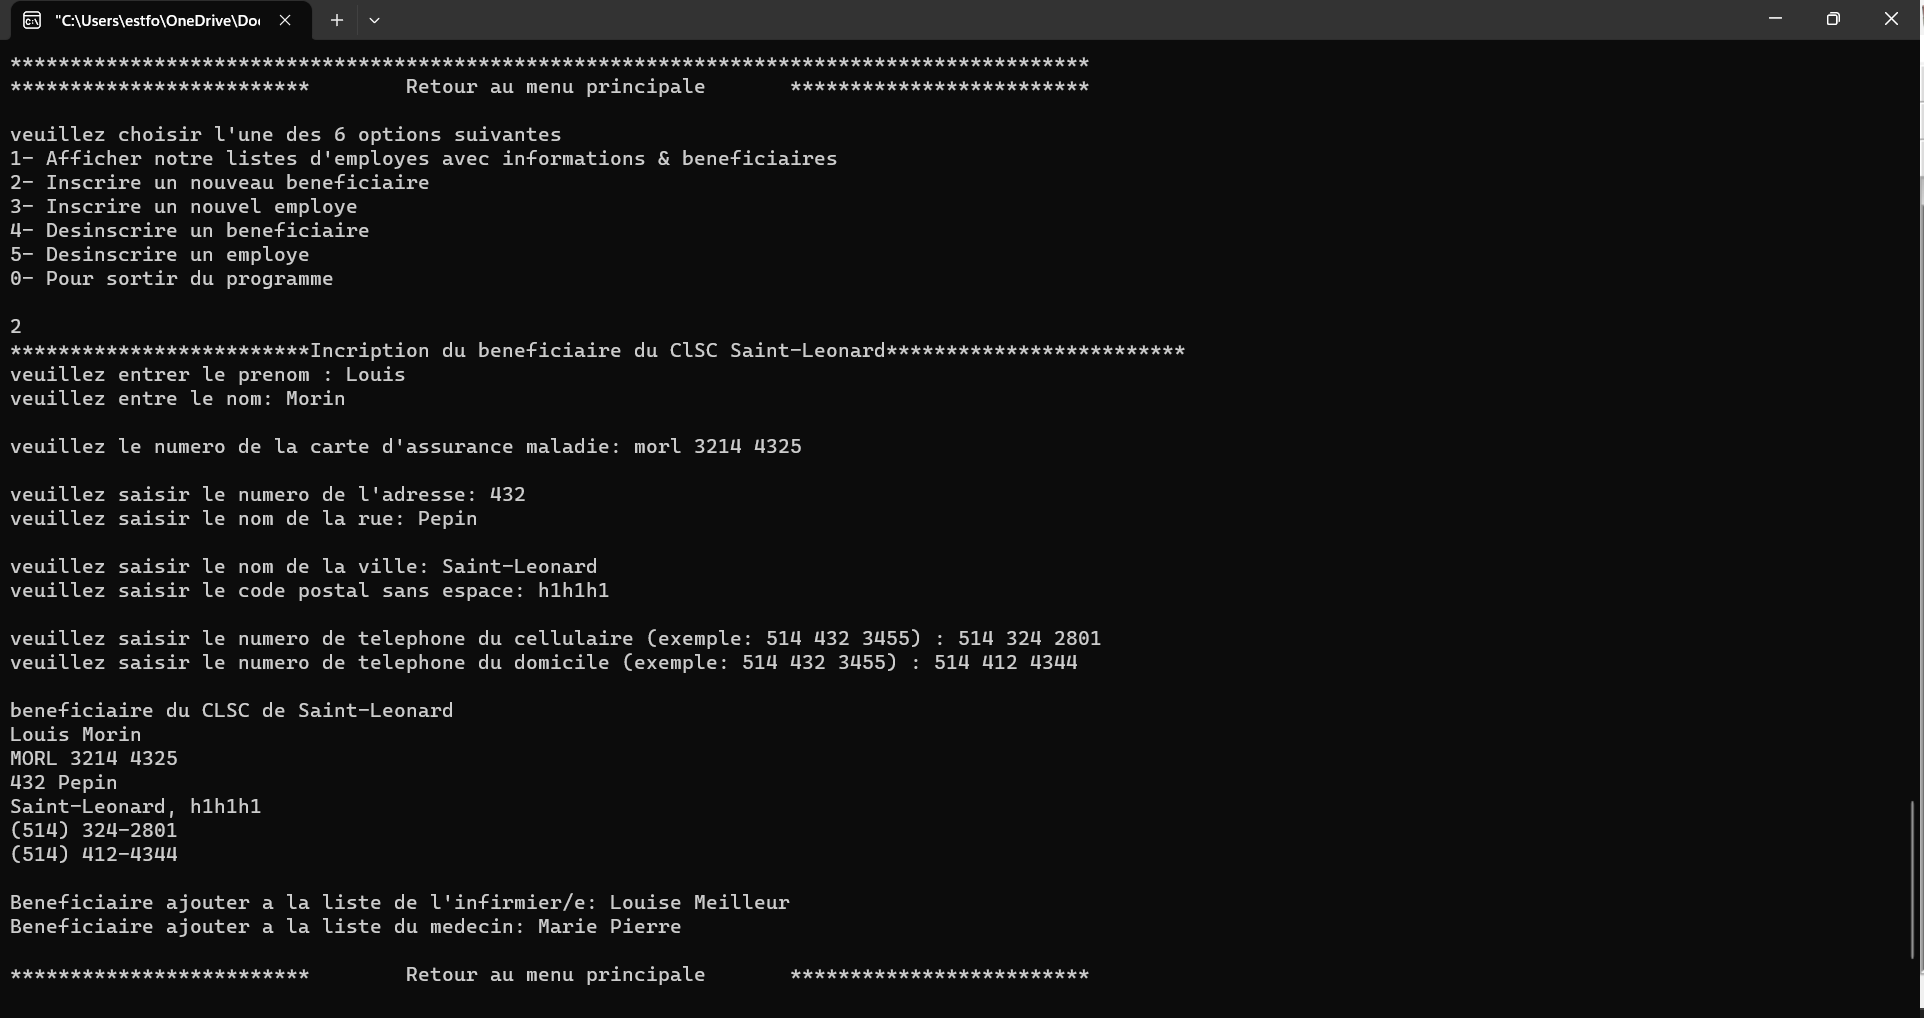 "C:\Users\estfo\OneDrive\Do
******************************************************************************************
*************************        Retour au menu principale       *************************
veuillez choisir l'une des 6 options suivantes
1- Afficher notre listes d'employes avec informations & beneficiaires
2- Inscrire un nouveau beneficiaire
3- Inscrire un nouvel employe
4- Desinscrire un beneficiaire
5- Desinscrire un employe
0- Pour sortir du programme
2
*************************Incription du beneficiaire du ClSC Saint-Leonard*************************
veuillez entrer le prenom : Louis
veuillez entre le nom: Morin
veuillez le numero de la carte d'assurance maladie: morl 3214 4325
veuillez saisir le numero de l'adresse: 432
veuillez saisir le nom de la rue: Pepin
veuillez saisir le nom de la ville: Saint-Leonard
veuillez saisir le code postal sans espace: h1h1h1
veuillez saisir le numero de telephone du cellulaire (exemple: 514 432 3455) : 514 324 2801
veuillez saisir le numero de telephone du domicile (exemple: 514 432 3455) : 514 412 4344
beneficiaire du CLSC de Saint-Leonard
Louis Morin
MORL 3214 4325
432 Pepin
Saint-Leonard, h1h1h1
(514) 324-2801
(514) 412-4344
Beneficiaire ajouter a la liste de l'infirmier/e: Louise Meilleur
Beneficiaire ajouter a la liste du medecin: Marie Pierre
*************************        Retour au menu principale       *************************